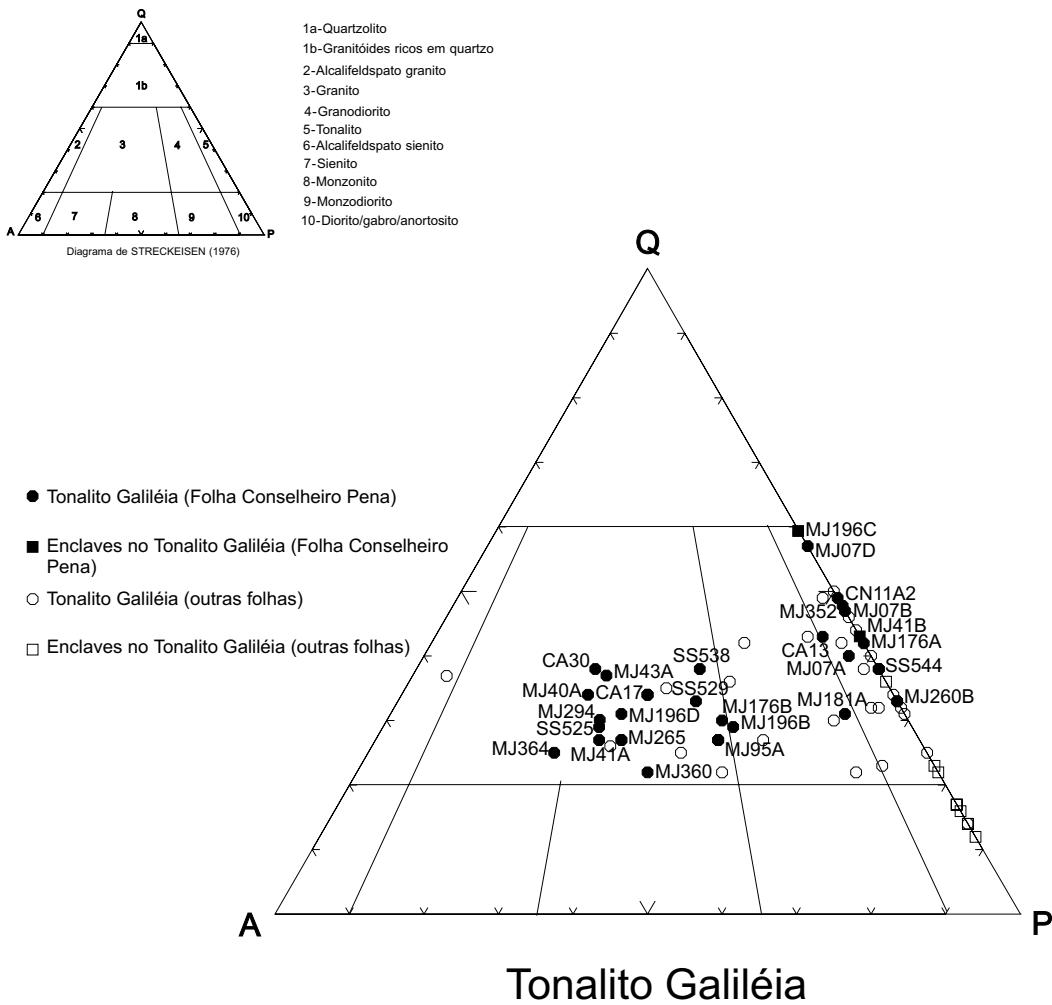 Q
1a
1b
2
3
4
5
6
7
8
9
10
A
P
Diagrama de STRECKEISEN (1976)
1a-Quartzolito
1b-Granitóides ricos em quartzo
2-Alcalifeldspato granito
3-Granito
4-Granodiorito
5-Tonalito
6-Alcalifeldspato sienito
7-Sienito
8-Monzonito
9-Monzodiorito
10-Diorito/gabro/anortosito
Tonalito Galiléia (Folha Conselheiro Pena)
Enclaves no Tonalito Galiléia (Folha Conselheiro
Pena)
Tonalito Galiléia (outras folhas)
Enclaves no Tonalito Galiléia (outras folhas)
Q
MJ196C
MJ07D
CN11A2
MJ352
MJ07B
MJ41B
CA13
MJ176A
MJ07A
SS544
CA30
MJ43A
SS538
MJ40A
CA17
SS529
MJ181A
MJ260B
MJ294
MJ196D
MJ176B
SS525
MJ196B
MJ364
MJ41A
MJ265
MJ95A
MJ360
A
P
Tonalito Galiléia